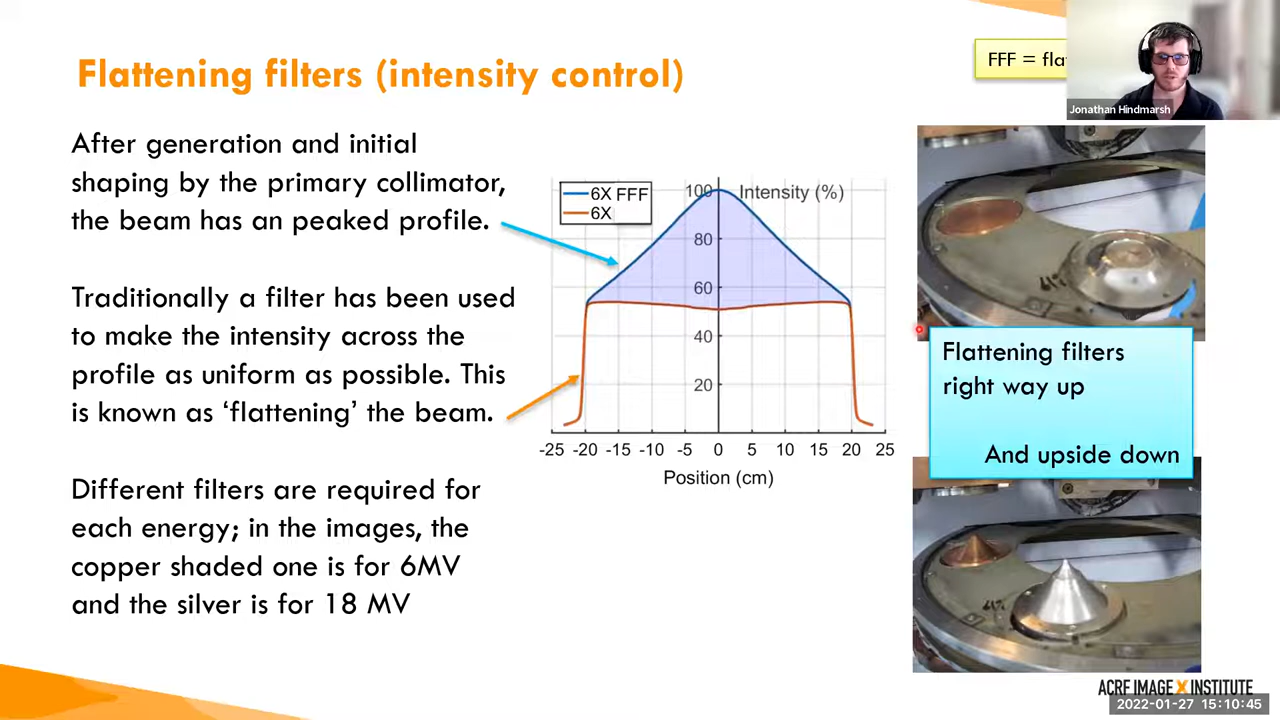 Flattening filters (intensity control)
FFF = fla
Jonathan Hindmarsh
After generation and initial
shaping by the primary collimator,
the beam has an peaked profile.
Traditionally a filter has been used
to make the intensity across the
profile as uniform as possible. This
is known as ‘flattening’ the beam.
Different filters are required for
each energy; in the images, the
copper shaded one is for 6MV
and the silver is for 18 MV
6X FFF
6X
Intensity (%)
100
80
60
40
20
-25 -20 -15 -10 -5 0 5 10 15 20 25
Position (cm)
Flattening filters
right way up
And upside down
ACRF IMAGE X INSTITUTE
2022-01-27 15:10:45